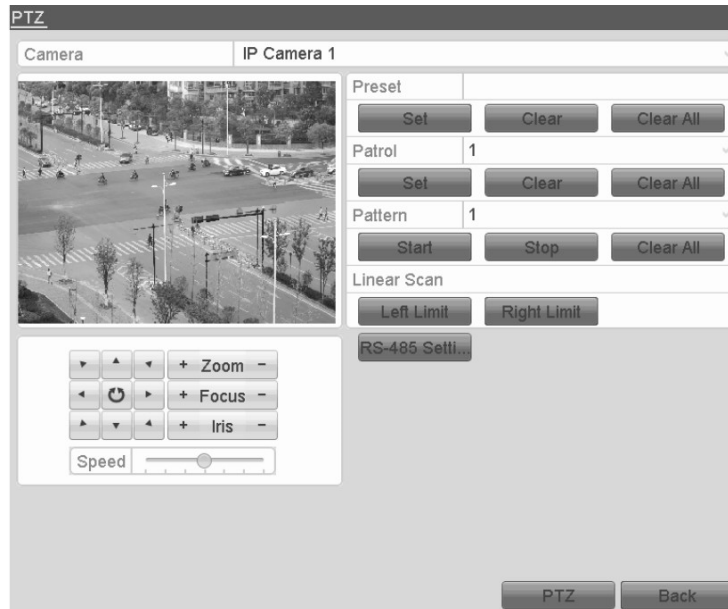 PTZ
Camera IP Camera 1
Preset
Set Clear Clear All
Patrol 1
Set Clear Clear All
Pattern 1
Start Stop Clear All
Linear Scan
Left Limit Right Limit
RS-485 Setti...
+ Zoom -
+ Focus -
+ Iris -
Speed
PTZ Back